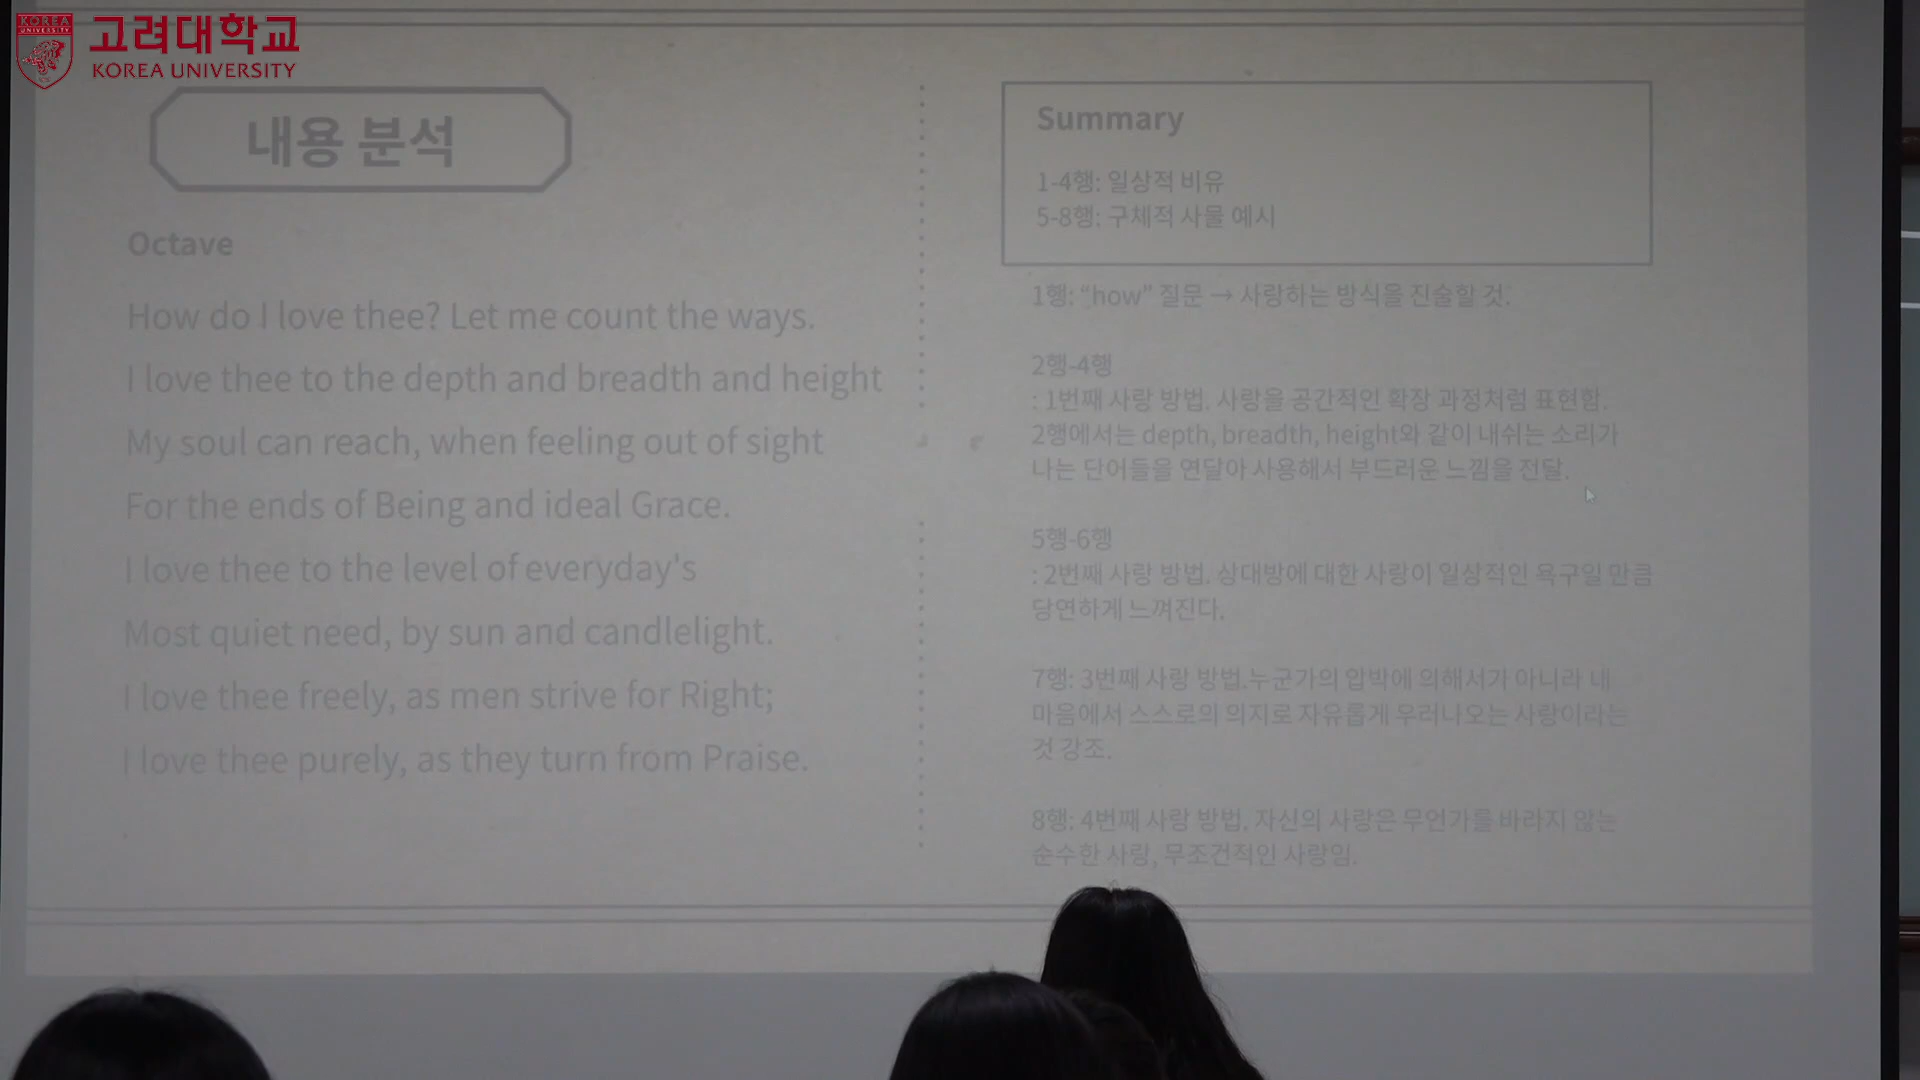 KOREA
UNIVERSITY
고려대학교
KOREA UNIVERSITY
내용 분석
Octave
How do I love thee? Let me count the ways.
I love thee to the depth and breadth and height
My soul can reach, when feeling out of sight
For the ends of Being and ideal Grace.
I love thee to the level of everyday's
Most quiet need, by sun and candlelight.
I love thee freely, as men strive for Right;
I love thee purely, as they turn from Praise.
Summary
1-4행: 일상적 비유
5-8행: 구체적 사물 예시
1행: “how” 질문 → 사랑하는 방식을 진술할 것.
2행-4행
: 1번째 사랑 방법. 사랑을 공간적인 확장 과정처럼 표현함.
2행에서는 depth, breadth, height와 같이 내쉬는 소리가
나는 단어들을 연달아 사용해서 부드러운 느낌을 전달.
5행-6행
: 2번째 사랑 방법. 상대방에 대한 사랑이 일상적인 욕구일 만큼
당연하게 느껴진다.
7행: 3번째 사랑 방법.누군가의 압박에 의해서가 아니라 내
마음에서 스스로의 의지로 자유롭게 우러나오는 사랑이라는
것 강조.
8행: 4번째 사랑 방법. 자신의 사랑은 무언가를 바라지 않는
순수한 사랑, 무조건적인 사랑임.